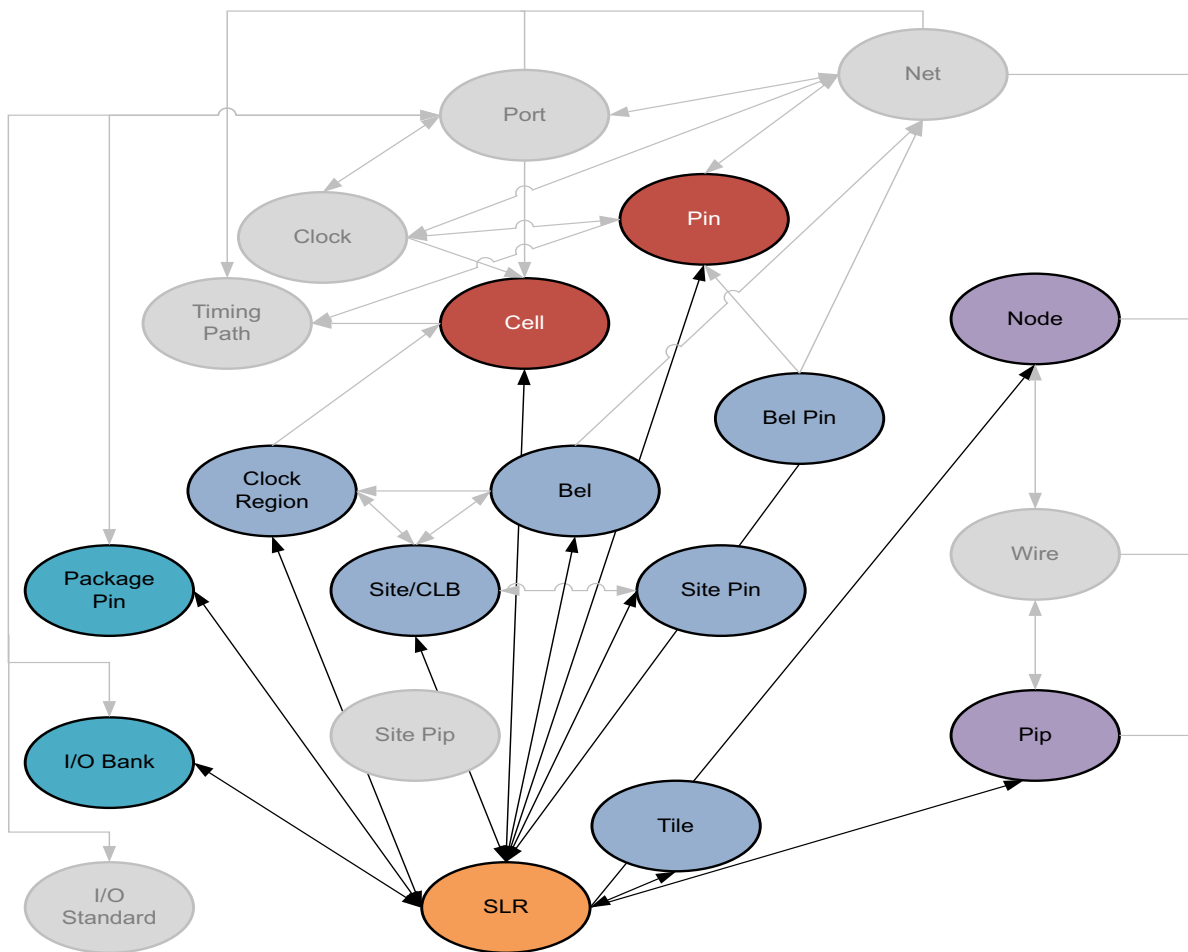 Net
Port
Pin
Clock
Timing
Path
Cell
Node
Bel Pin
Clock
Region
Bel
Wire
Package
Pin
Site/CLB
Site Pin
Site Pip
Pip
I/O Bank
Tile
I/O
Standard
SLR